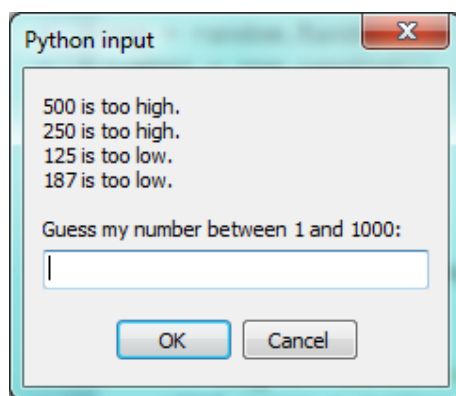 Python input
500 is too high.
250 is too high.
125 is too low.
187 is too low.
Guess my number between 1 and 1000:
OK
Cancel